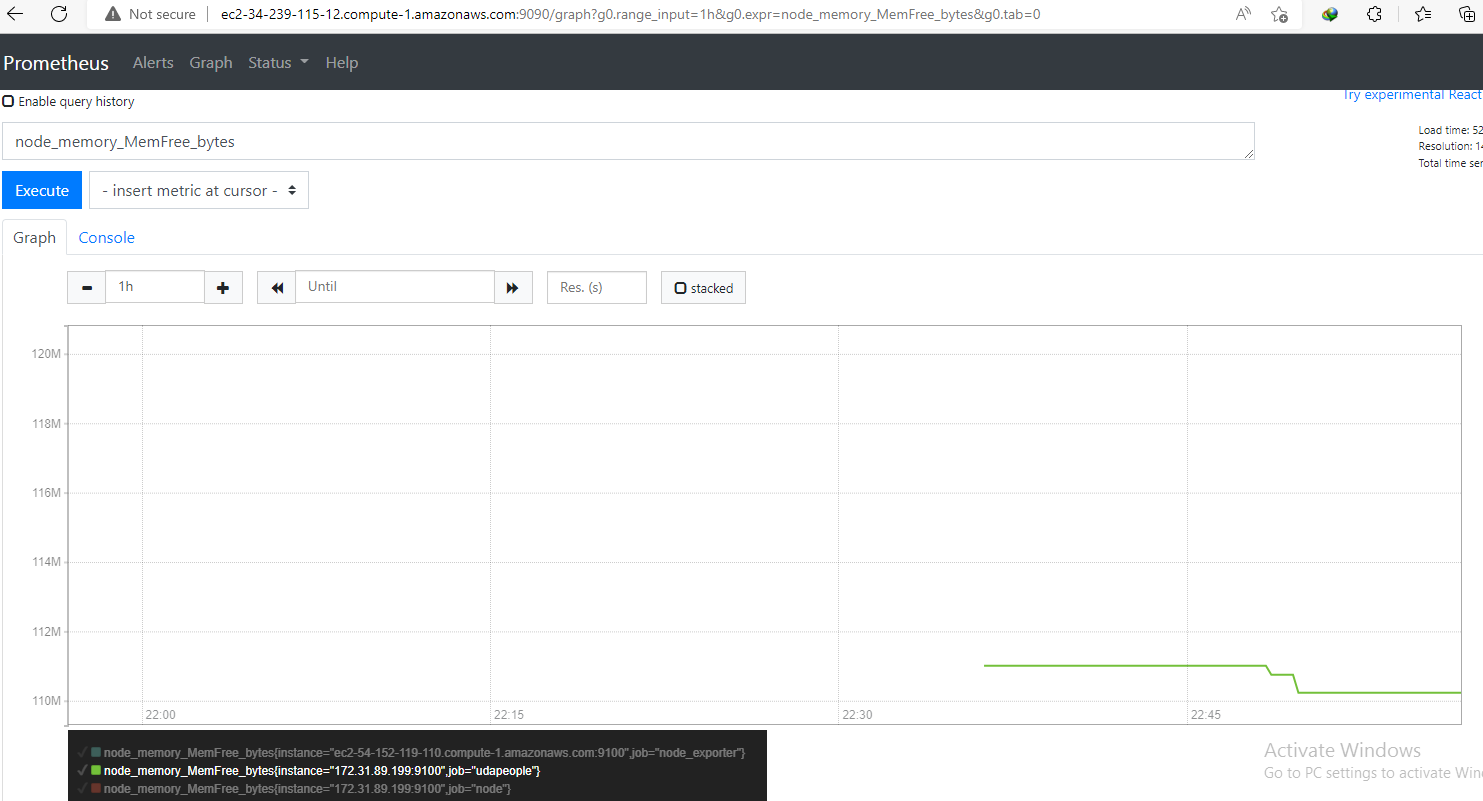 Not secure
ec2-34-239-115-12.compute-1.amazonaws.com:9090/graph?g0.range_input=1h&g0.expr=node_memory_MemFree_bytes&g0.tab=0
Prometheus Alerts Graph Status Help
Enable query history
Try experimental React
node_memory_MemFree_bytes
Load time: 52
Resolution: 14
Total time ser
Execute
- insert metric at cursor -
Graph Console
1h Until Res. (s) stacked
120M
118M
116M
114M
112M
110M
22:00 22:15 22:30 22:45
node_memory_MemFree_bytes{instance="ec2-54-152-119-110.compute-1.amazonaws.com:9100",job="node_exporter"}
node_memory_MemFree_bytes{instance="172.31.89.199:9100",job="udapeople"}
node_memory_MemFree_bytes{instance="172.31.89.199:9100",job="node"}
Activate Windows
Go to PC settings to activate Win